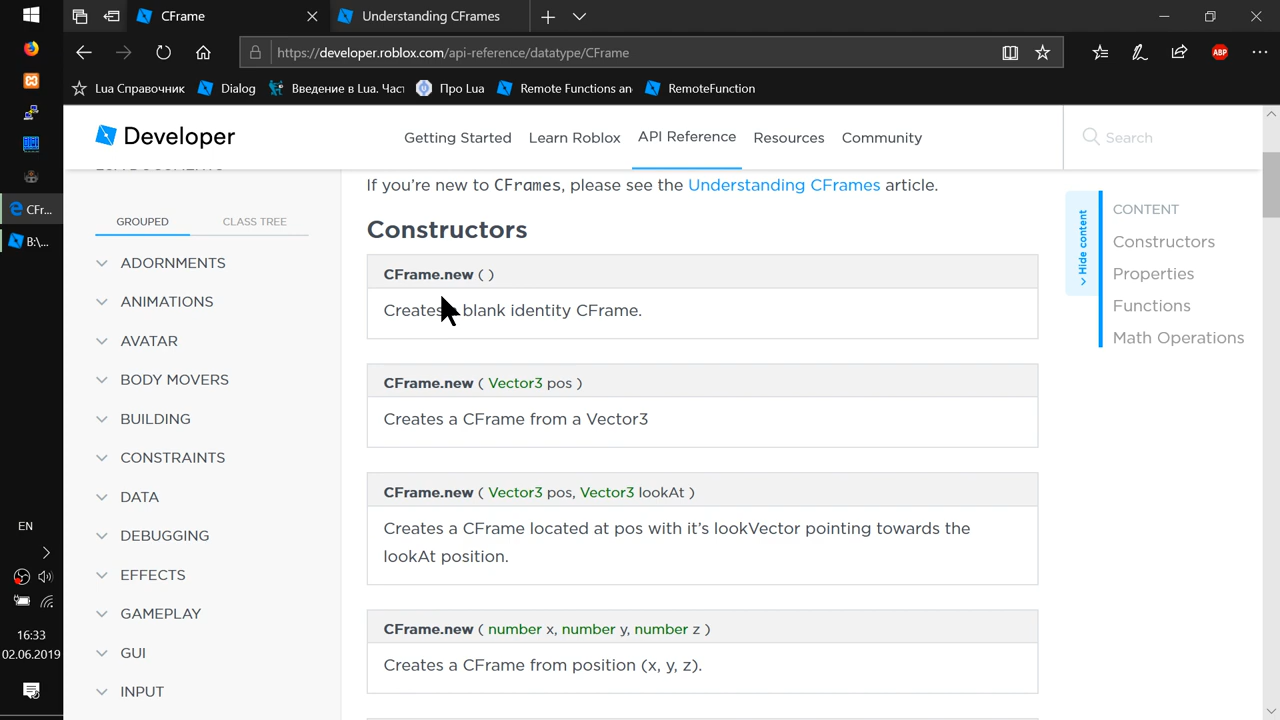 CFrame
Understanding CFrames
https://developer.roblox.com/api-reference/datatype/CFrame
ABP
Lua Справочник
Dialog
Введение в Lua. Част
Про Lua
Remote Functions an
RemoteFunction
Developer
Getting Started
Learn Roblox
API Reference
Resources
Community
Search
GROUPED
CLASS TREE
ADORNMENTS
ANIMATIONS
AVATAR
BODY MOVERS
BUILDING
CONSTRAINTS
DATA
DEBUGGING
EFFECTS
GAMEPLAY
GUI
INPUT
If you're new to CFrames, please see the Understanding CFrames article.
Constructors
CFrame.new ( )
Creates blank identity CFrame.
CFrame.new ( Vector3 pos )
Creates a CFrame from a Vector3
CFrame.new ( Vector3 pos, Vector3 lookAt )
Creates a CFrame located at pos with it's lookVector pointing towards the
lookAt position.
CFrame.new ( number x, number y, number z )
Creates a CFrame from position (x, y, z).
Hide content
CONTENT
Constructors
Properties
Functions
Math Operations
CFr...
B:\...
EN
16:33
02.06.2019